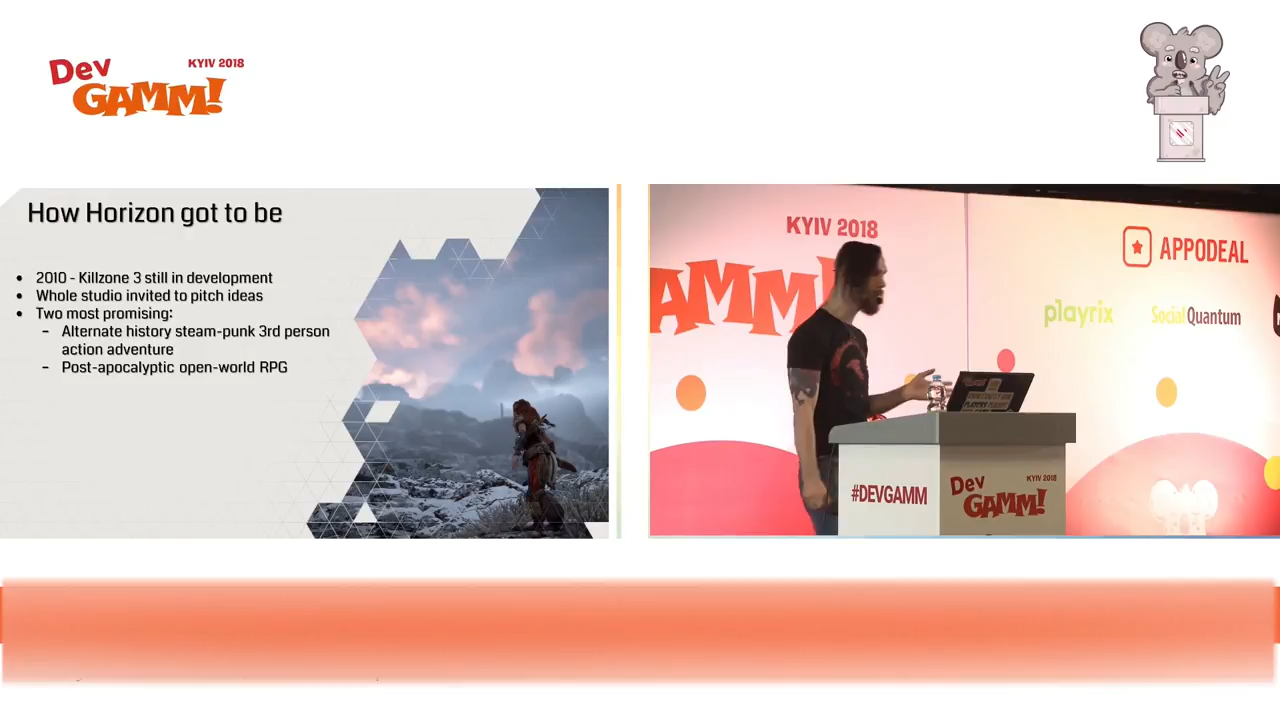 Dev
GAMM!
KYIV 2018
How Horizon got to be
• 2010 - Killzone 3 still in development
• Whole studio invited to pitch ideas
• Two most promising:
– Alternate history steam-punk 3rd person
action adventure
– Post-apocalyptic open-world RPG
KYIV 2018
AMM!
APPODEAL
playrix
SocialQuantum
#DEVGAMM
Dev
GAMM!
KYIV 2018